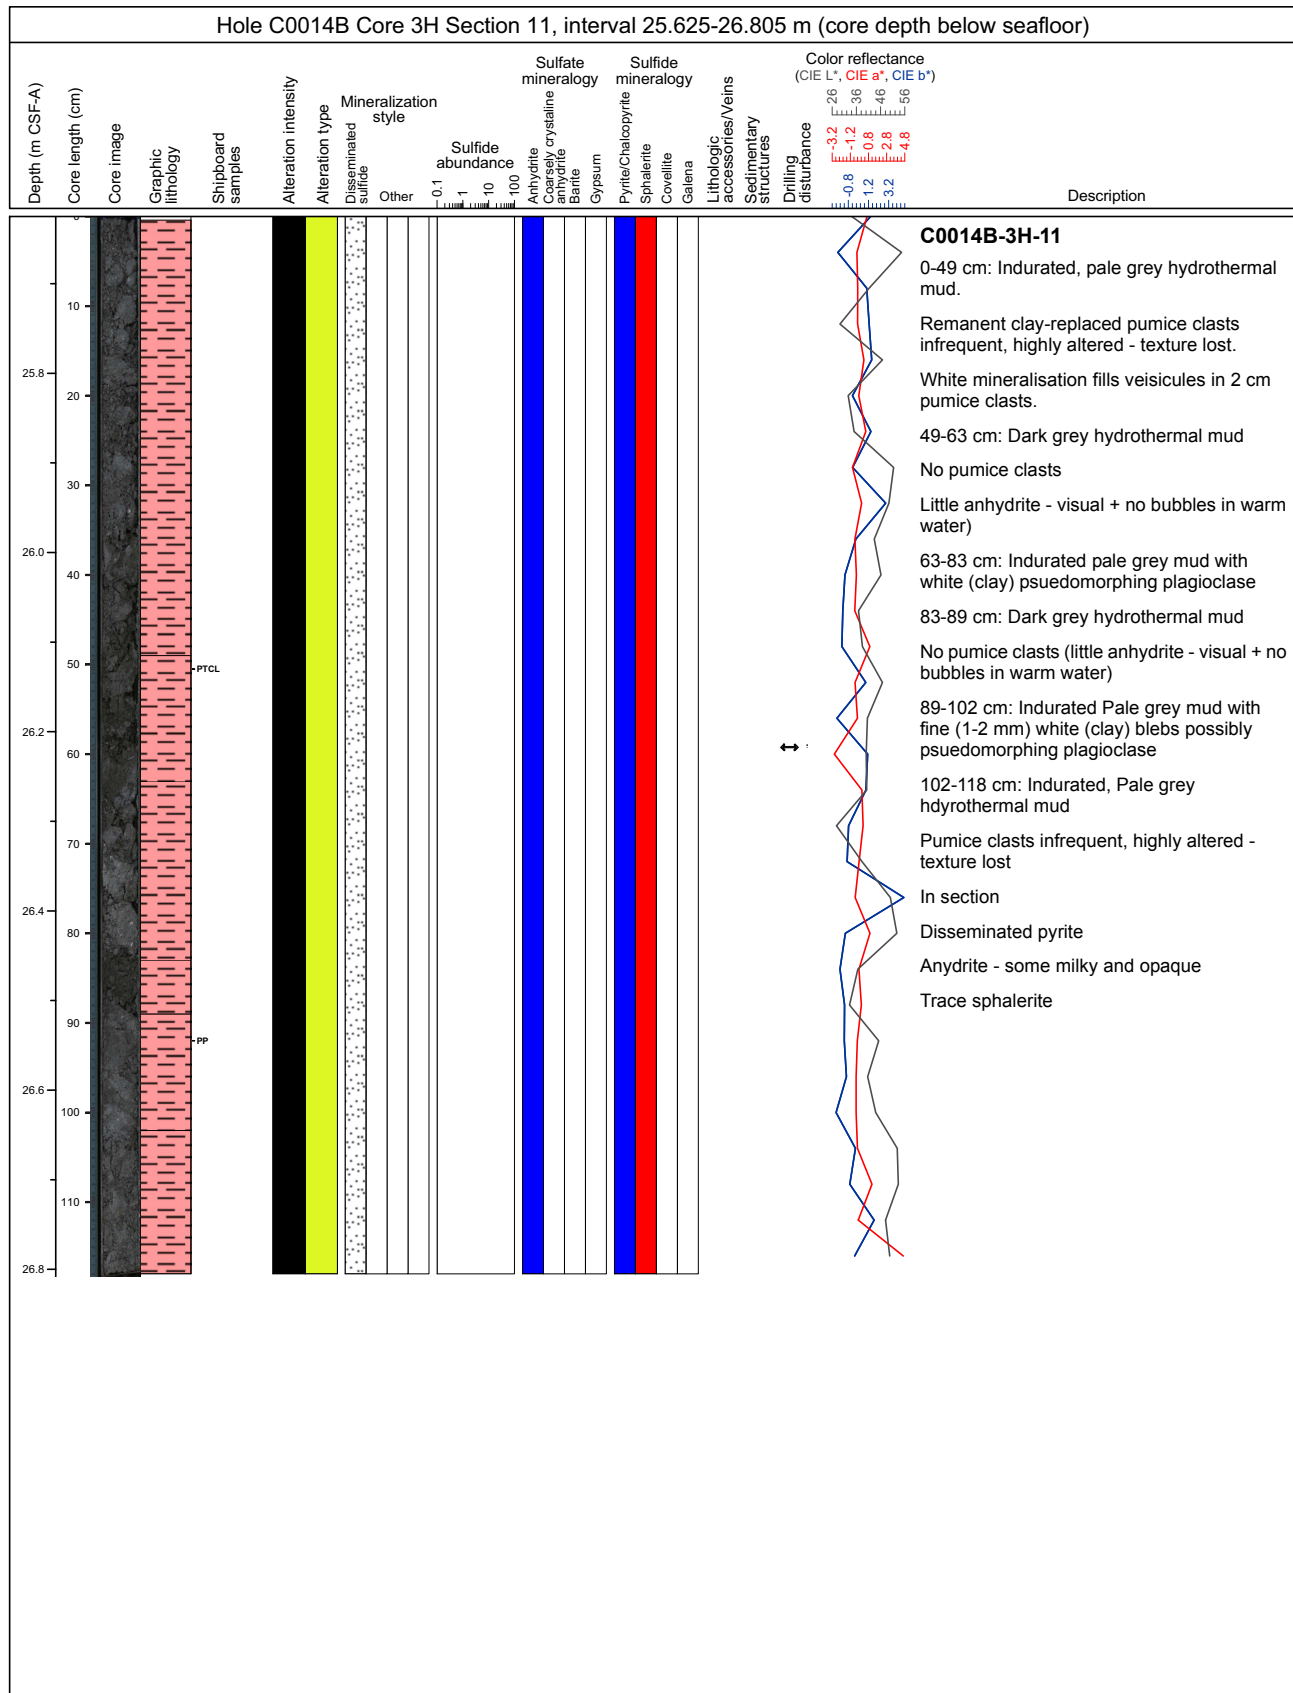 Hole C0014B Core 3H Section 11, interval 25.625-26.805 m (core depth below seafloor)
Depth (m CSF-A)
Core length (cm)
Core image
Graphic
lithology
Shipboard
samples
Alteration intensity
Alteration type
Mineralization
style
Disseminated
sulfide
Other
Sulfide
abundance
0.1
1
10
100
Sulfate
mineralogy
Anhydrite
Coarsely crystaline
anhydrite
Barite
Gypsum
Sulfide
mineralogy
Pyrite/Chalcopyrite
Sphalerite
Covellite
Galena
Lithologic
accessories/Veins
Sedimentary
structures
Drilling
disturbance
Color reflectance
(CIE L*, CIE a*, CIE b*)
26 36 46 56
-3.2 -1.2 0.8 2.8 4.8
-0.8 1.2 3.2
Description
0
10
25.8
20
30
26.0
40
50
26.2
60
70
26.4
80
90
26.6
100
110
26.8
PTCL
PP
C0014B-3H-11
0-49 cm: Indurated, pale grey hydrothermal
mud.
Remanent clay-replaced pumice clasts
infrequent, highly altered - texture lost.
White mineralisation fills veisicules in 2 cm
pumice clasts.
49-63 cm: Dark grey hydrothermal mud
No pumice clasts
Little anhydrite - visual + no bubbles in warm
water)
63-83 cm: Indurated pale grey mud with
white (clay) psuedomorphing plagioclase
83-89 cm: Dark grey hydrothermal mud
No pumice clasts (little anhydrite - visual + no
bubbles in warm water)
89-102 cm: Indurated Pale grey mud with
fine (1-2 mm) white (clay) blebs possibly
psuedomorphing plagioclase
102-118 cm: Indurated, Pale grey
hdyrothermal mud
Pumice clasts infrequent, highly altered -
texture lost
In section
Disseminated pyrite
Anydrite - some milky and opaque
Trace sphalerite